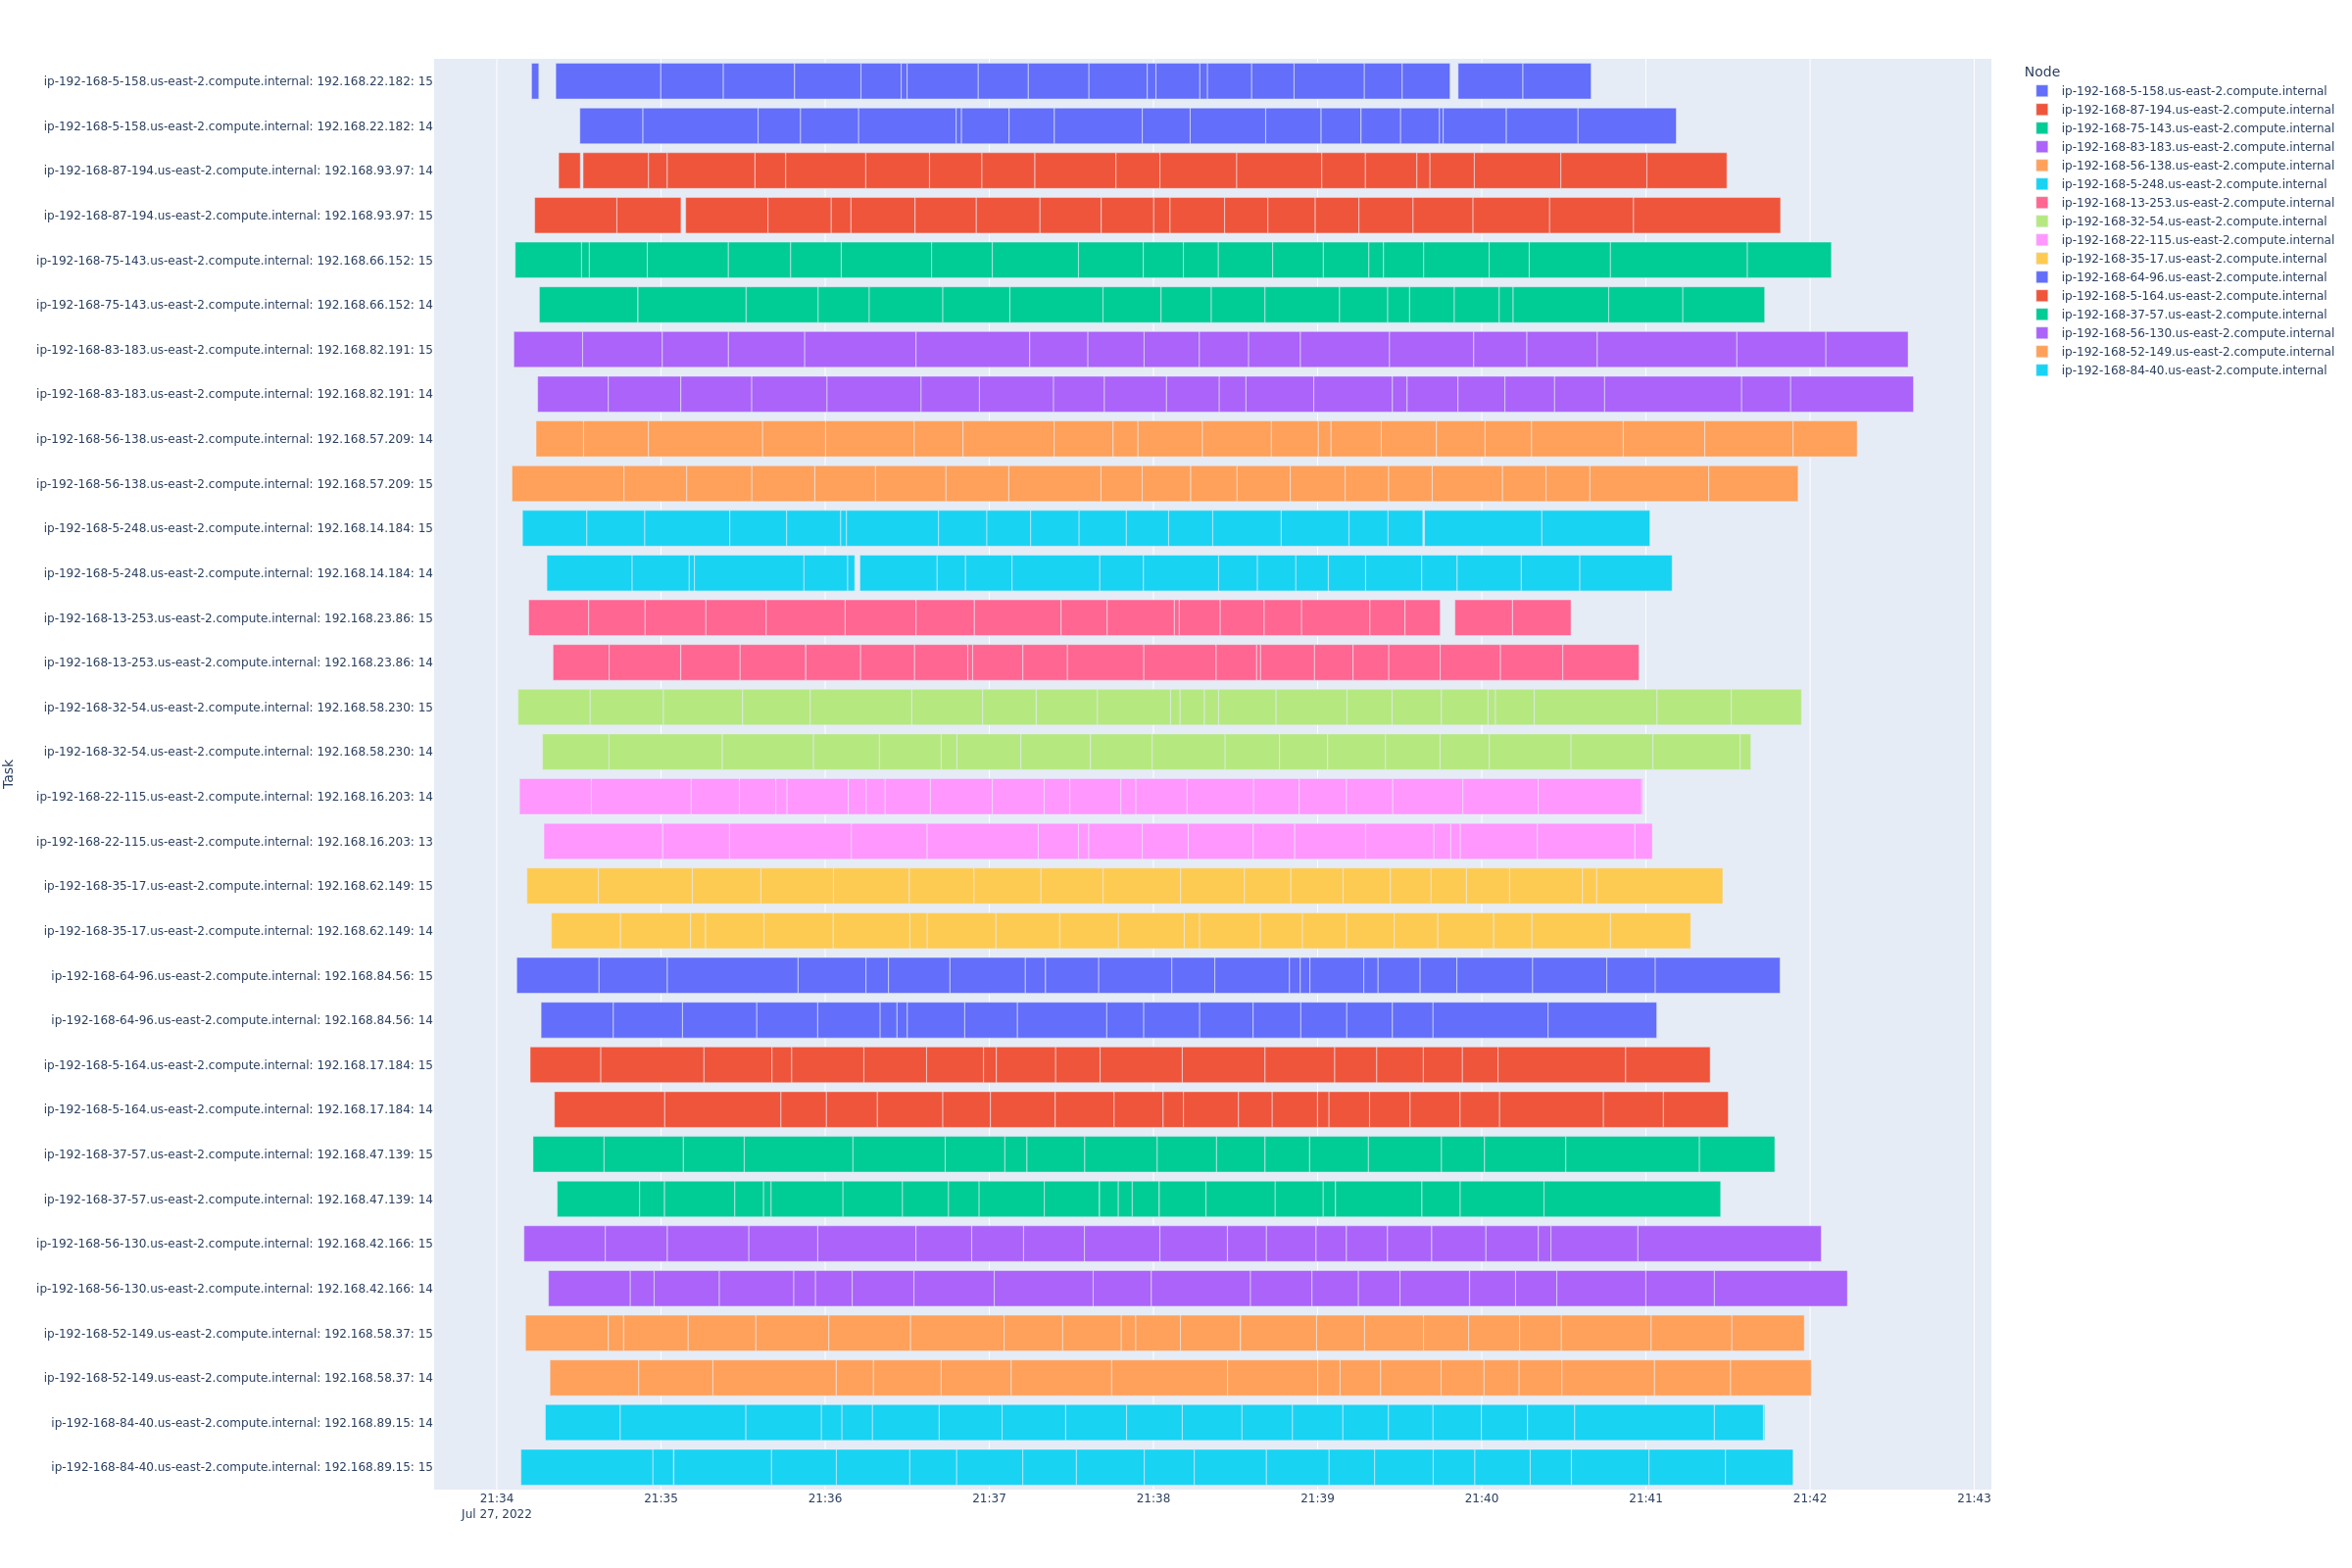 ip-192-168-5-158.us-east-2.compute.internal: 192.168.22.182: 15
ip-192-168-5-158.us-east-2.compute.internal: 192.168.22.182: 14
ip-192-168-87-194.us-east-2.compute.internal: 192.168.93.97: 14
ip-192-168-87-194.us-east-2.compute.internal: 192.168.93.97: 15
ip-192-168-75-143.us-east-2.compute.internal: 192.168.66.152: 15
ip-192-168-75-143.us-east-2.compute.internal: 192.168.66.152: 14
ip-192-168-83-183.us-east-2.compute.internal: 192.168.82.191: 15
ip-192-168-83-183.us-east-2.compute.internal: 192.168.82.191: 14
ip-192-168-56-138.us-east-2.compute.internal: 192.168.57.209: 14
ip-192-168-56-138.us-east-2.compute.internal: 192.168.57.209: 15
ip-192-168-5-248.us-east-2.compute.internal: 192.168.14.184: 15
ip-192-168-5-248.us-east-2.compute.internal: 192.168.14.184: 14
ip-192-168-13-253.us-east-2.compute.internal: 192.168.23.86: 15
ip-192-168-13-253.us-east-2.compute.internal: 192.168.23.86: 14
ip-192-168-32-54.us-east-2.compute.internal: 192.168.58.230: 15
ip-192-168-32-54.us-east-2.compute.internal: 192.168.58.230: 14
ip-192-168-22-115.us-east-2.compute.internal: 192.168.16.203: 14
ip-192-168-22-115.us-east-2.compute.internal: 192.168.16.203: 13
ip-192-168-35-17.us-east-2.compute.internal: 192.168.62.149: 15
ip-192-168-35-17.us-east-2.compute.internal: 192.168.62.149: 14
ip-192-168-64-96.us-east-2.compute.internal: 192.168.84.56: 15
ip-192-168-64-96.us-east-2.compute.internal: 192.168.84.56: 14
ip-192-168-5-164.us-east-2.compute.internal: 192.168.17.184: 15
ip-192-168-5-164.us-east-2.compute.internal: 192.168.17.184: 14
ip-192-168-37-57.us-east-2.compute.internal: 192.168.47.139: 15
ip-192-168-37-57.us-east-2.compute.internal: 192.168.47.139: 14
ip-192-168-56-130.us-east-2.compute.internal: 192.168.42.166: 15
ip-192-168-56-130.us-east-2.compute.internal: 192.168.42.166: 14
ip-192-168-52-149.us-east-2.compute.internal: 192.168.58.37: 15
ip-192-168-52-149.us-east-2.compute.internal: 192.168.58.37: 14
ip-192-168-84-40.us-east-2.compute.internal: 192.168.89.15: 14
ip-192-168-84-40.us-east-2.compute.internal: 192.168.89.15: 15
Task
21:34 21:35 21:36 21:37 21:38 21:39 21:40 21:41 21:42 21:43
Jul 27, 2022
Node
ip-192-168-5-158.us-east-2.compute.internal
ip-192-168-87-194.us-east-2.compute.internal
ip-192-168-75-143.us-east-2.compute.internal
ip-192-168-83-183.us-east-2.compute.internal
ip-192-168-56-138.us-east-2.compute.internal
ip-192-168-5-248.us-east-2.compute.internal
ip-192-168-13-253.us-east-2.compute.internal
ip-192-168-32-54.us-east-2.compute.internal
ip-192-168-22-115.us-east-2.compute.internal
ip-192-168-35-17.us-east-2.compute.internal
ip-192-168-64-96.us-east-2.compute.internal
ip-192-168-5-164.us-east-2.compute.internal
ip-192-168-37-57.us-east-2.compute.internal
ip-192-168-56-130.us-east-2.compute.internal
ip-192-168-52-149.us-east-2.compute.internal
ip-192-168-84-40.us-east-2.compute.internal